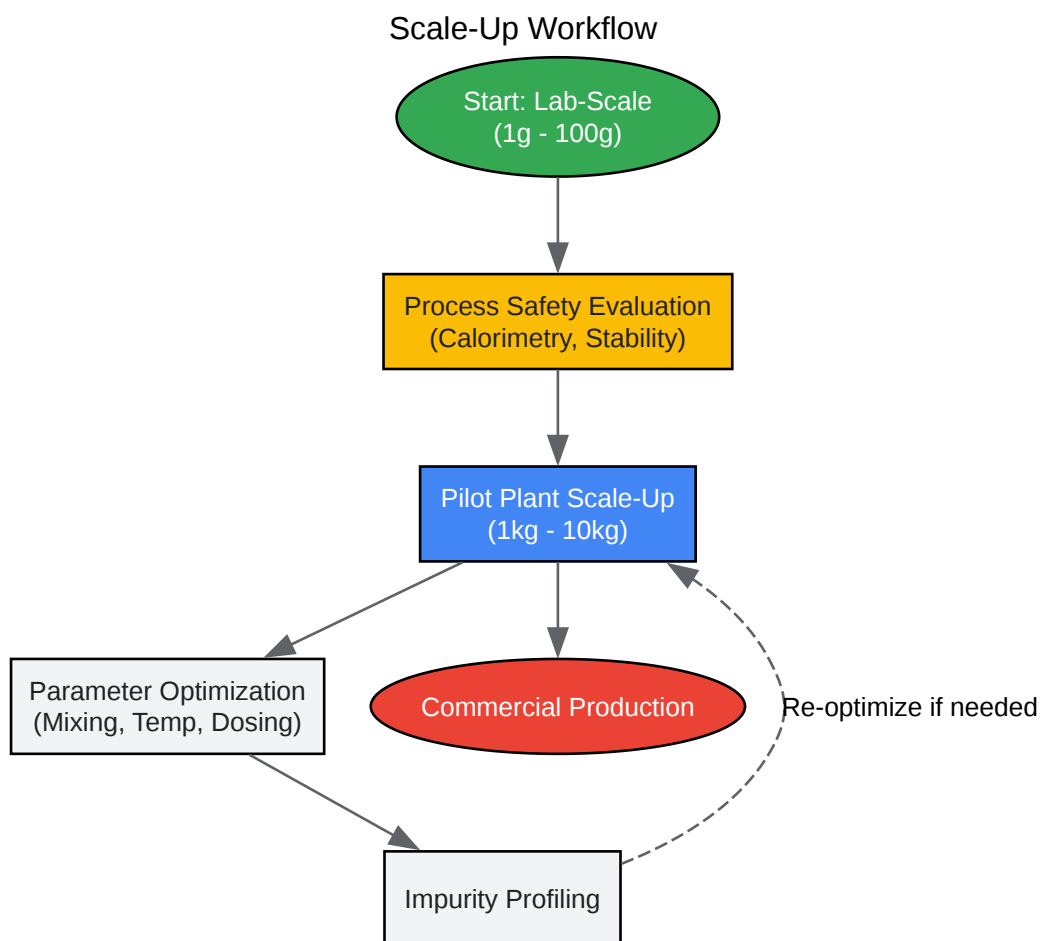 Scale-Up Workflow
Start: Lab-Scale
(1g - 100g)
Process Safety Evaluation
(Calorimetry, Stability)
Pilot Plant Scale-Up
(1kg - 10kg)
Parameter Optimization
(Mixing, Temp, Dosing)
Commercial Production
Re-optimize if needed
Impurity Profiling